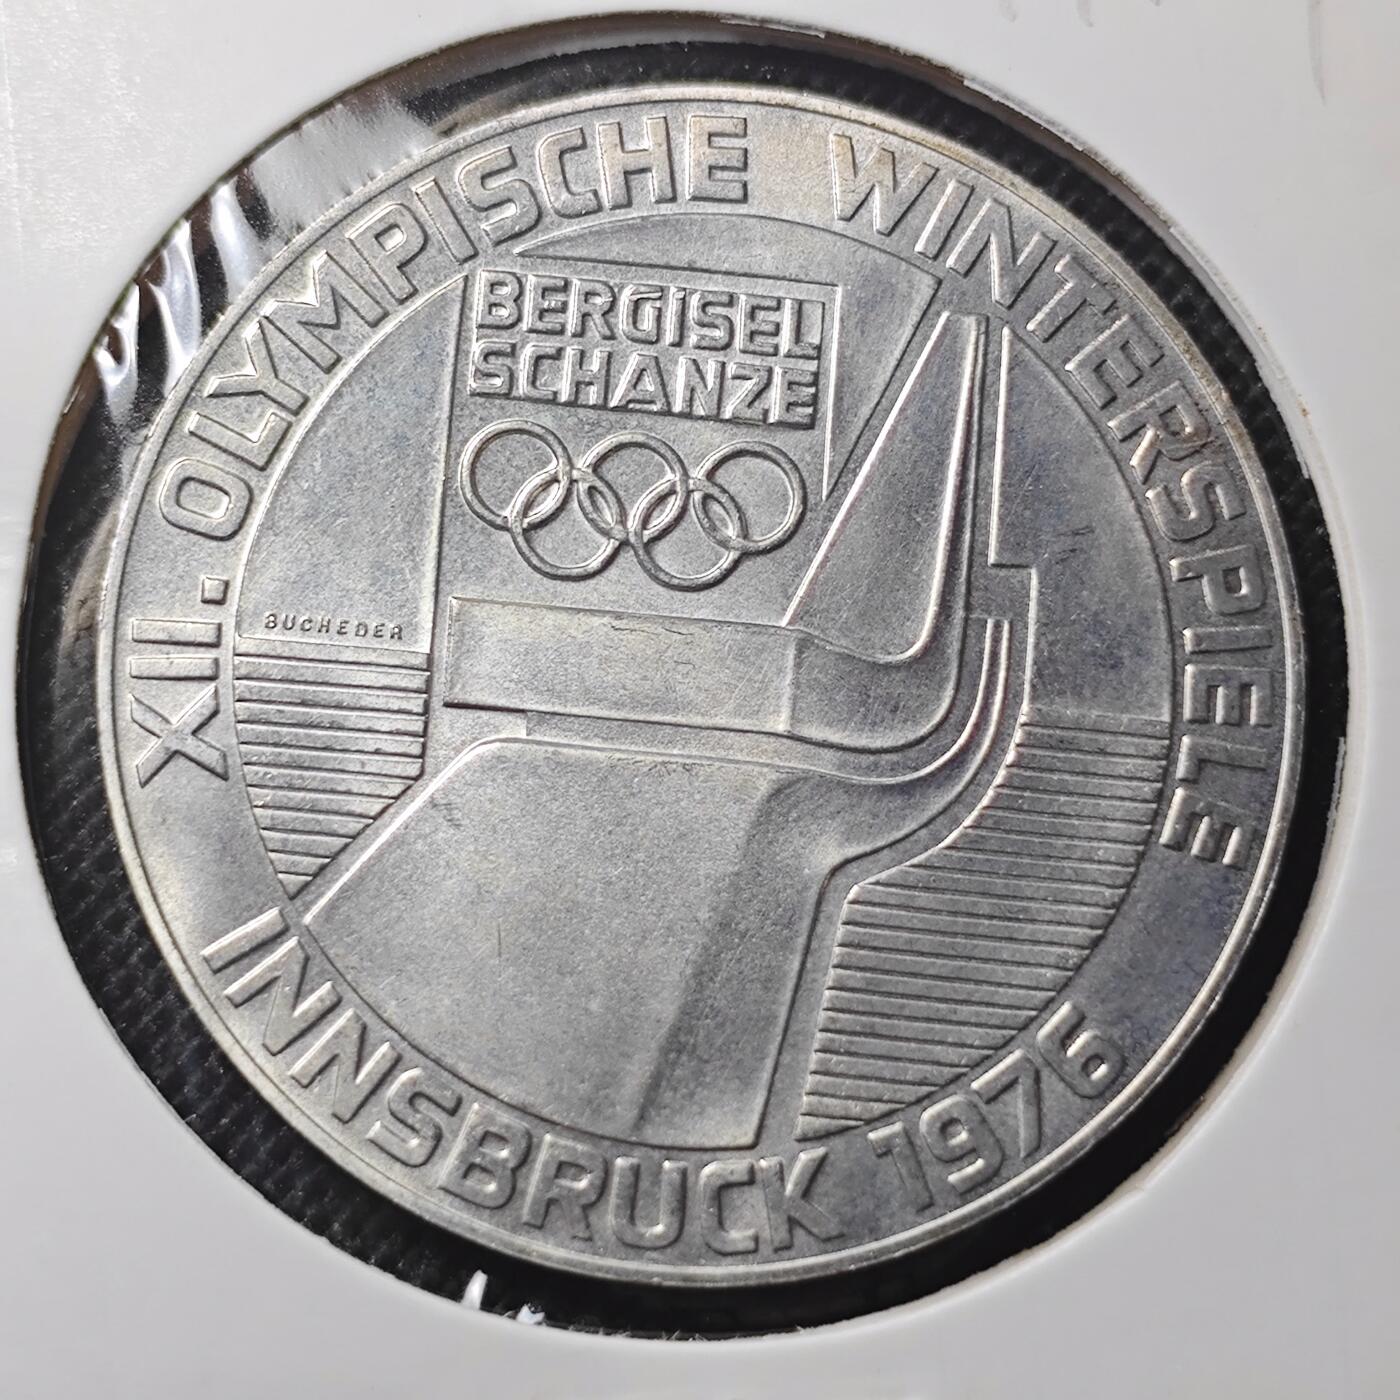 XII. OLYMPISCHE WINTERSPIELE
BERGISEL
SCHANZE
BUCHEDER
INNSBRUCK 1976